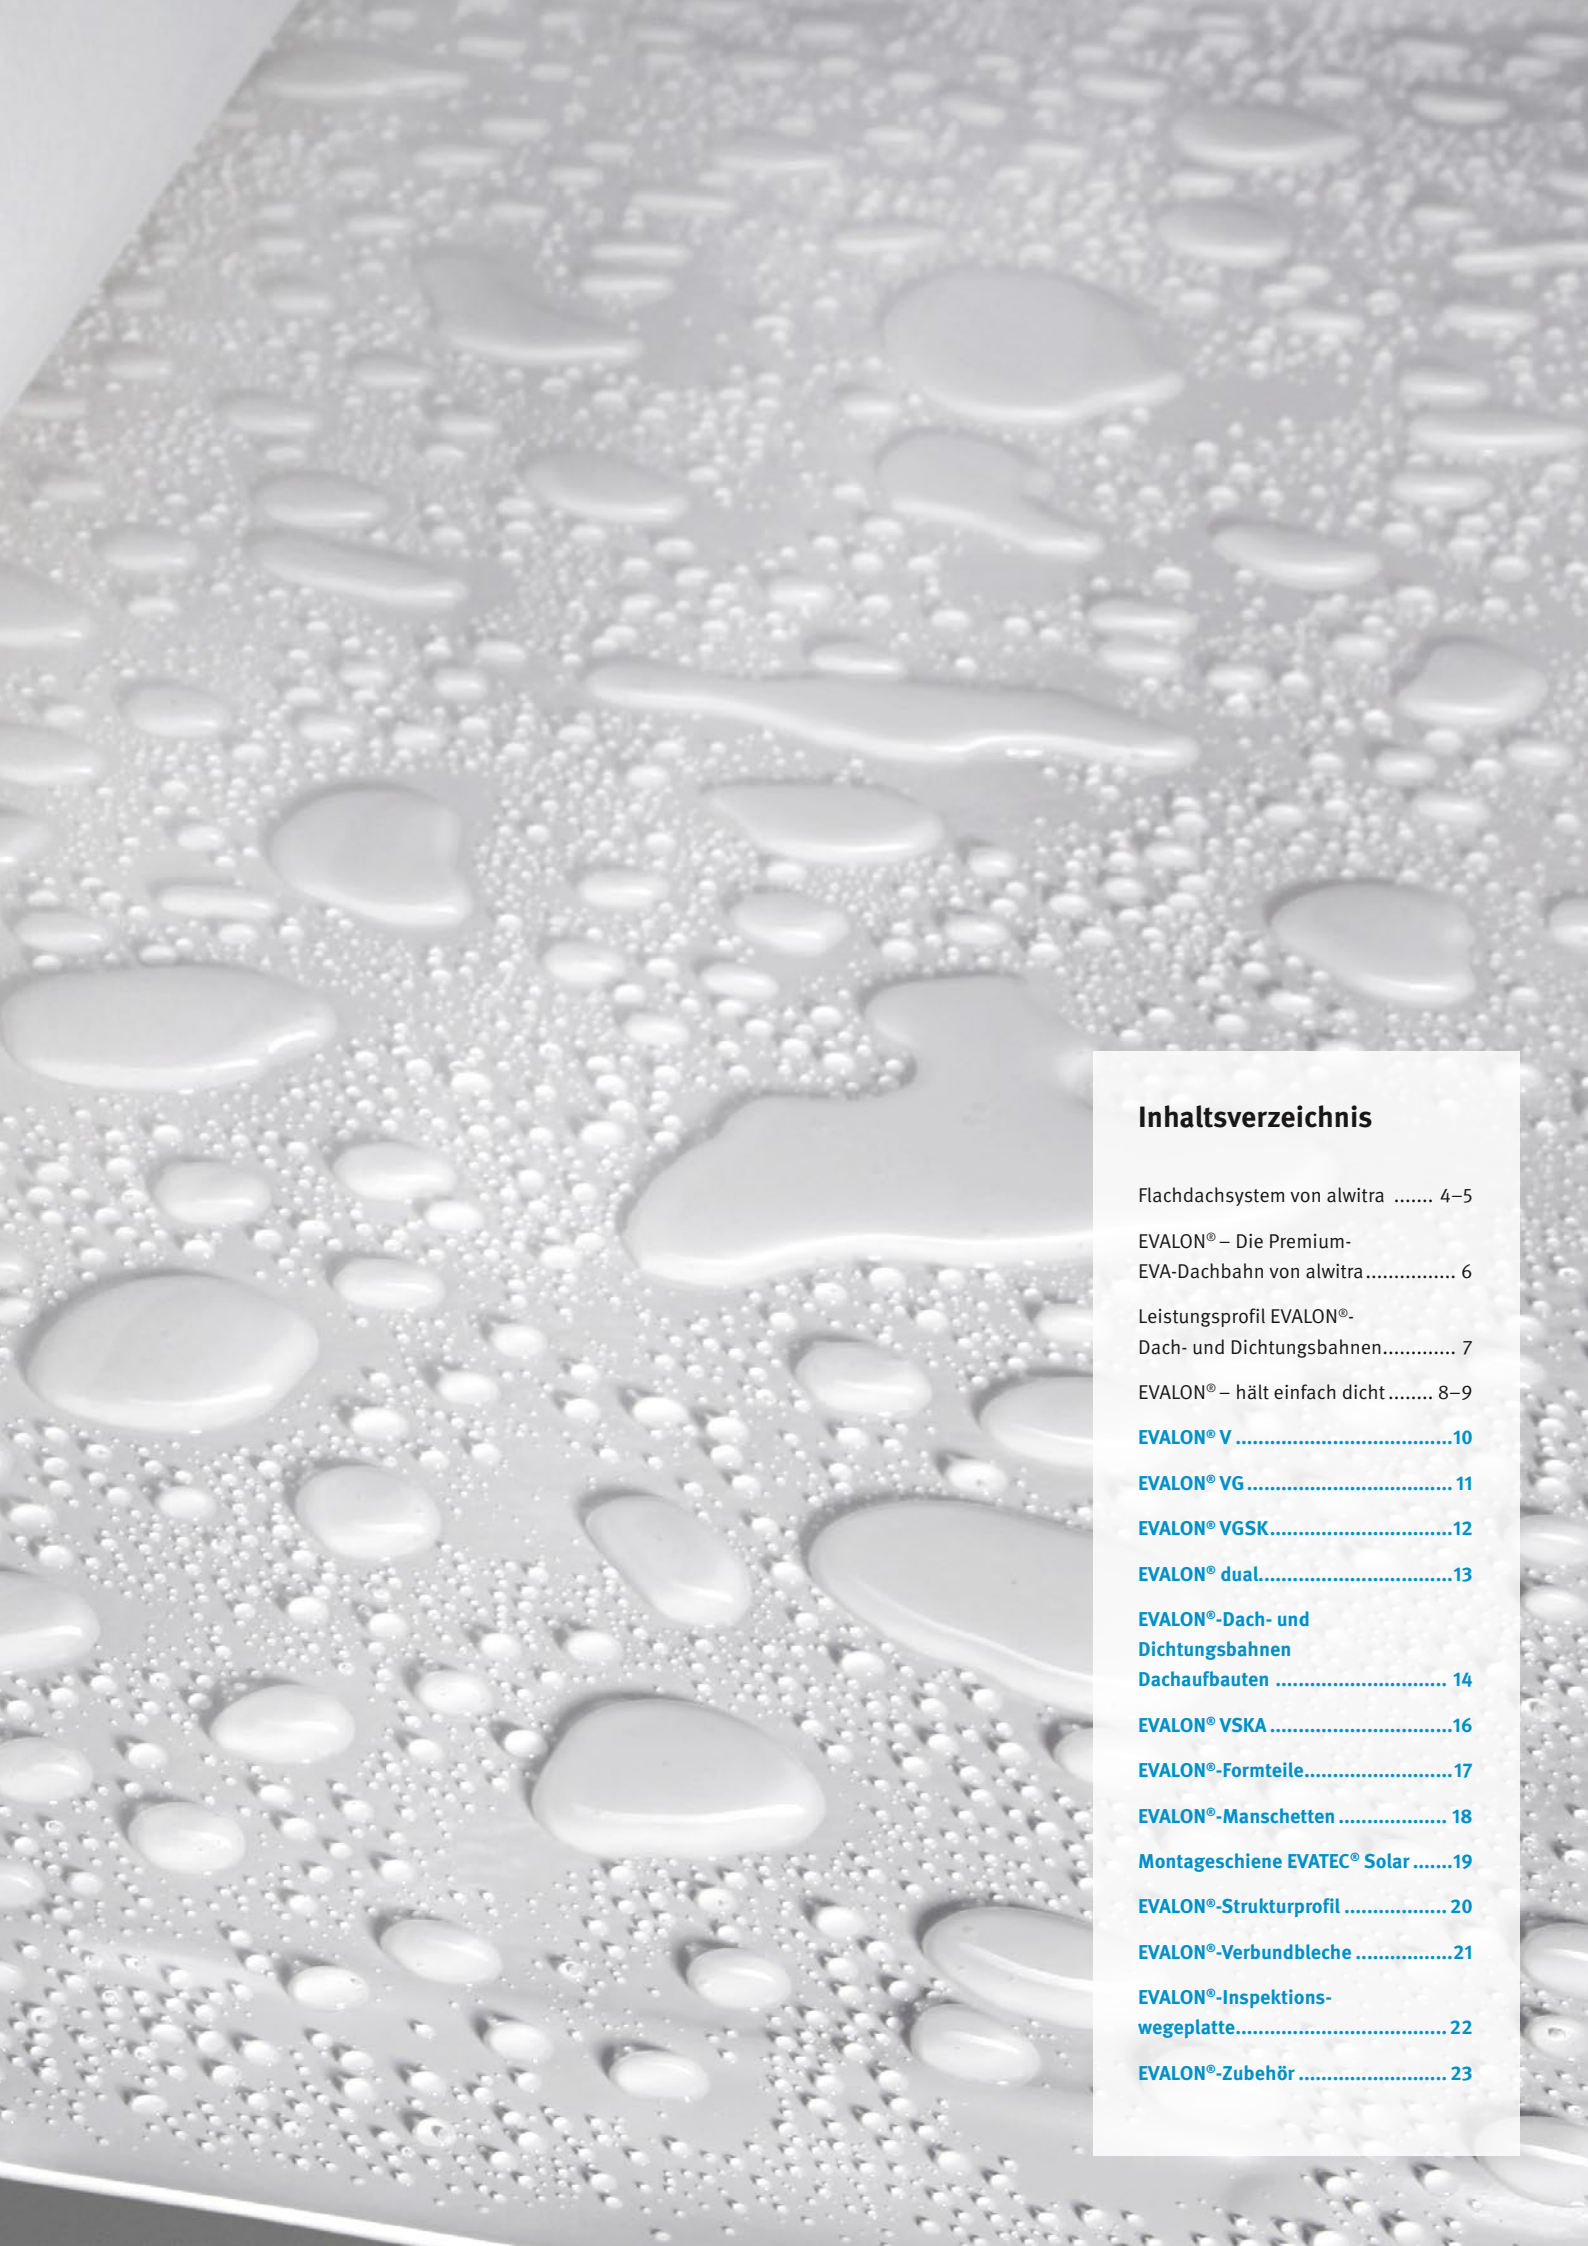 Inhaltsverzeichnis
Flachdachsystem von alwitra ....... 4–5
EVALON® – Die Premium-
EVA-Dachbahn von alwitra................ 6
Leistungsprofil EVALON®-
Dach- und Dichtungsbahnen............. 7
EVALON® – hält einfach dicht ........ 8–9
EVALON® V ......................................10
EVALON® VG .................................... 11
EVALON® VGSK................................12
EVALON® dual..................................13
EVALON®-Dach- und
Dichtungsbahnen
Dachaufbauten .............................. 14
EVALON® VSKA ................................16
EVALON®-Formteile..........................17
EVALON®-Manschetten ................... 18
Montageschiene EVATEC® Solar .......19
EVALON®-Strukturprofil .................. 20
EVALON®-Verbundbleche .................21
EVALON®-Inspektions-
wegeplatte..................................... 22
EVALON®-Zubehör .......................... 23